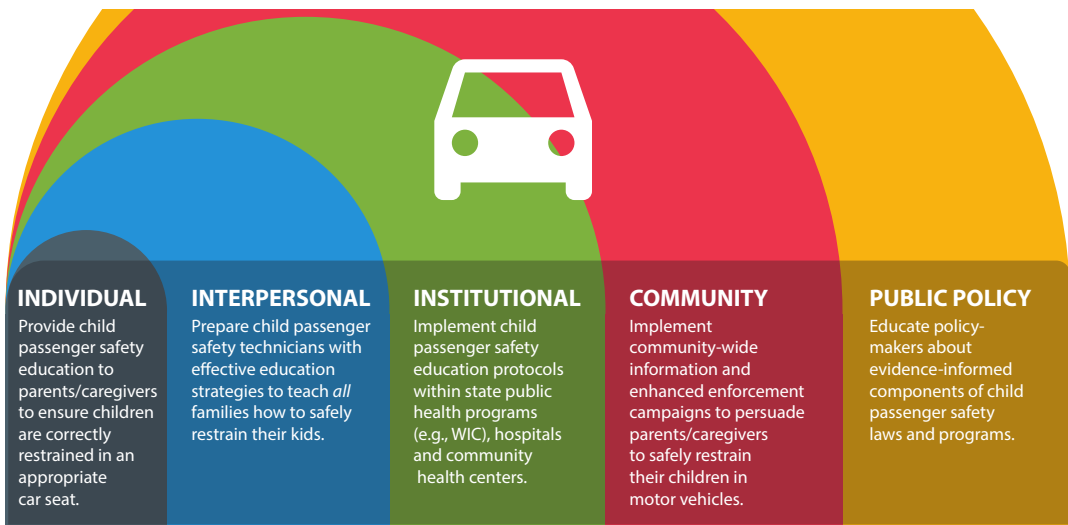 INDIVIDUAL
Provide child
passenger safety
education to
parents/caregivers
to ensure children
are correctly
restrained in an
appropriate
car seat.
INTERPERSONAL
Prepare child passenger
safety technicians with
effective education
strategies to teach all
families how to safely
restrain their kids.
INSTITUTIONAL
Implement child
passenger safety
education protocols
within state public
health programs
(e.g., WIC), hospitals
and community
health centers.
COMMUNITY
Implement
community-wide
information and
enhanced enforcement
campaigns to persuade
parents/caregivers
to safely restrain
their children in
motor vehicles.
PUBLIC POLICY
Educate policy-
makers about
evidence-informed
components of child
passenger safety
laws and programs.